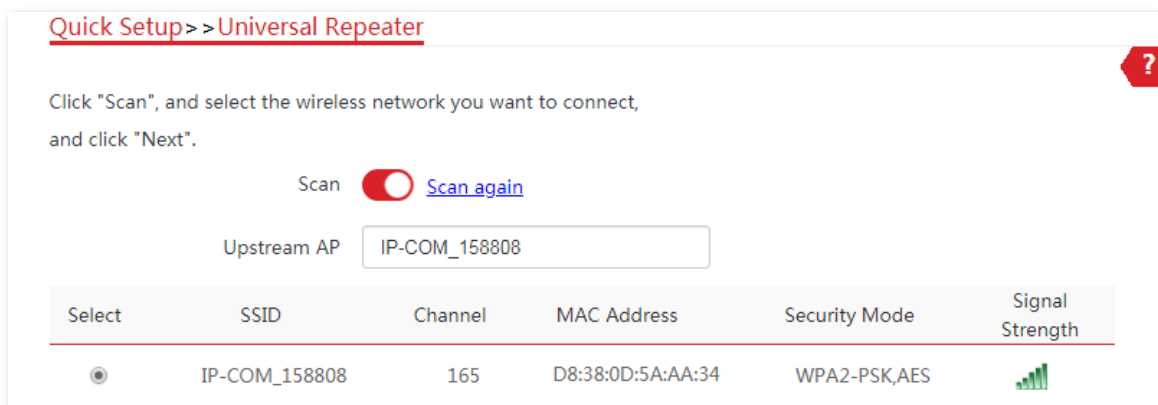 Quick Setup>>Universal Repeater
?
Click "Scan", and select the wireless network you want to connect,
and click "Next".
Scan Scan again
Upstream AP IP-COM_158808
Select SSID Channel MAC Address Security Mode Signal
Strength
IP-COM_158808 165 D8:38:0D:5A:AA:34 WPA2-PSK,AES